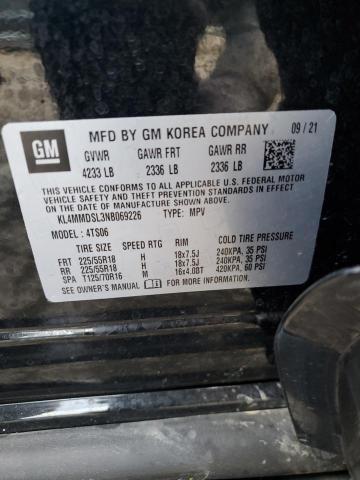 GM
MFD BY GM KOREA COMPANY 09/21
GVWR GAWR FRT GAWR RR
4233 LB 2336 LB 2336 LB
THIS VEHICLE CONFORMS TO ALL APPLICABLE U.S. FEDERAL MOTOR
VEHICLE SAFETY, BUMPER, AND THEFT PREVENTION STANDARDS IN
EFFECT ON THE DATE OF MANUFACTURE SHOWN ABOVE.
KL4MMDSL3NB069226 TYPE: MPV
MODEL: 4TS06
TIRE SIZE SPEED RTG RIM COLD TIRE PRESSURE
FRT 225/55R18 H 18x7.5J 240KPA, 35 PSI
RR 225/55R18 H 18x7.5J 240KPA, 35 PSI
SPA T125/70R16 M 16x4.0BT 420KPA, 60 PSI
SEE OWNER'S MANUAL FOR MORE INFORMATION